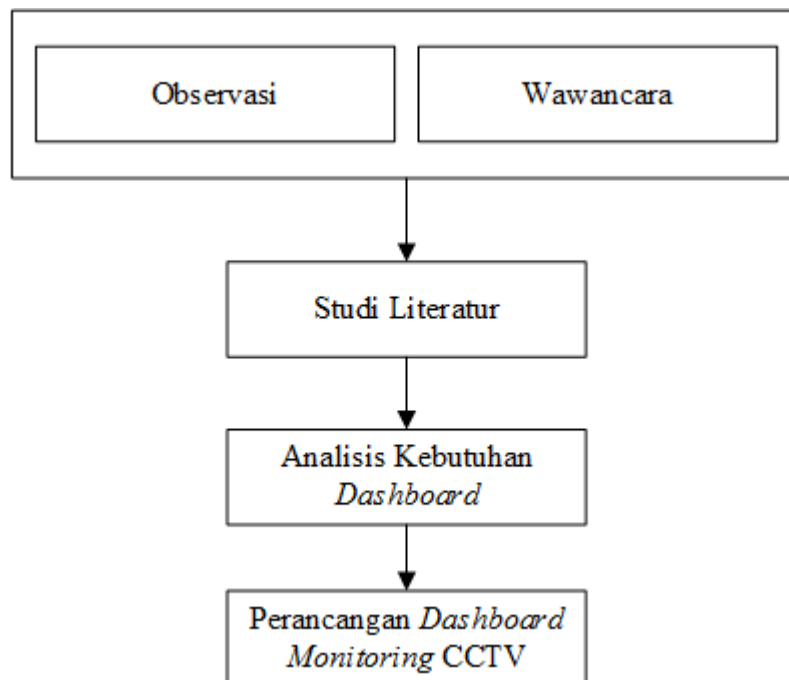 Observasi
Wawancara
Studi Literatur
Analisis Kebutuhan
Dashboard
Perancangan Dashboard
Monitoring CCTV